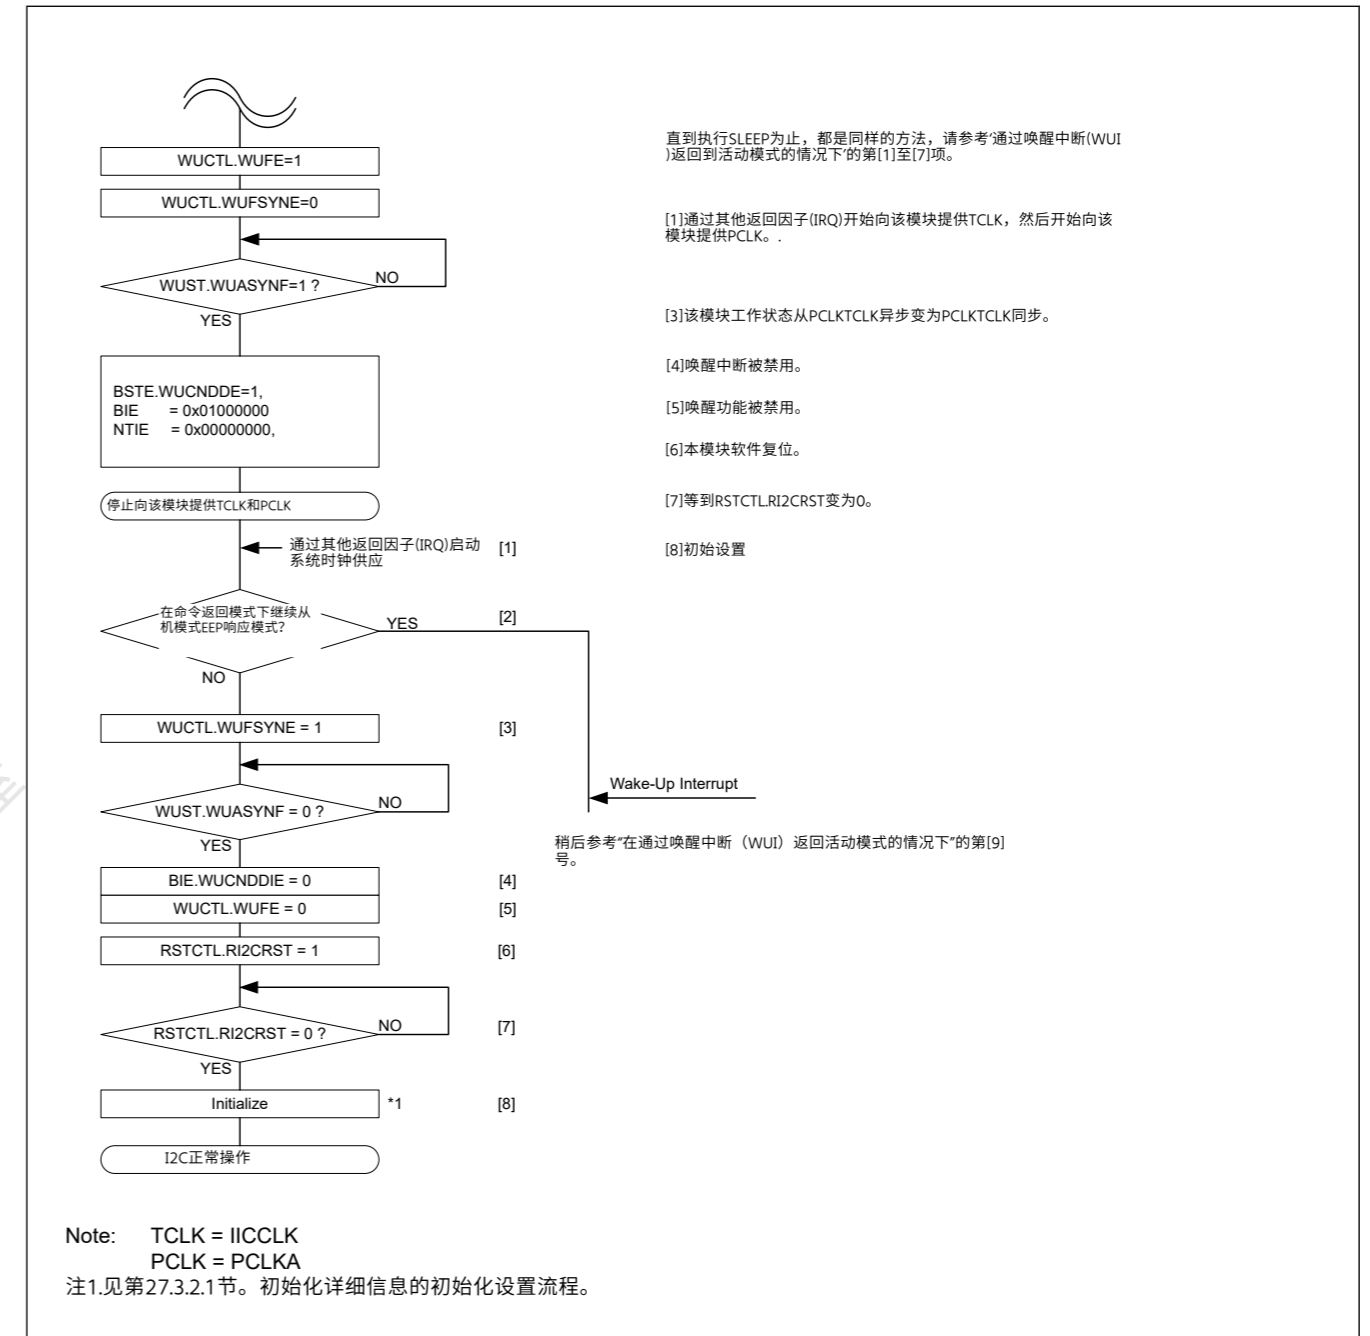 WUCTL.WUFE=1
WUCTL.WUFSYNE=0
WUST.WUASYNF=1 ?
NO
YES
BSTE.WUCNDDE=1,
BIE = 0x01000000
NTIE = 0x00000000,
停止向该模块提供TCLK和PCLK
通过其他返回因子(IRQ)启动
系统时钟供应
[1]
在命令返回模式下继续从
机模式EEP响应模式?
YES
[2]
NO
WUCTL.WUFSYNE = 1
[3]
WUST.WUASYNF = 0 ?
NO
YES
Wake-Up Interrupt
稍后参考“在通过唤醒中断（WUI）返回活动模式的情况下”的第[9]
号。
BIE.WUCNDDIE = 0
[4]
WUCTL.WUFE = 0
[5]
RSTCTL.RI2CRST = 1
[6]
RSTCTL.RI2CRST = 0 ?
NO
[7]
YES
Initialize
*1
[8]
I2C正常操作
直到执行SLEEP为止，都是同样的方法，请参考‘通过唤醒中断(WUI
)返回到活动模式的情况下’的第[1]至[7]项。
[1]通过其他返回因子(IRQ)开始向该模块提供TCLK，然后开始向该
模块提供PCLK。.
[3]该模块工作状态从PCLKTCLK异步变为PCLKTCLK同步。
[4]唤醒中断被禁用。
[5]唤醒功能被禁用。
[6]本模块软件复位。
[7]等到RSTCTL.RI2CRST变为0。
[8]初始设置
Note: TCLK = IICCLK
PCLK = PCLKA
注1.见第27.3.2.1节。初始化详细信息的初始化设置流程。